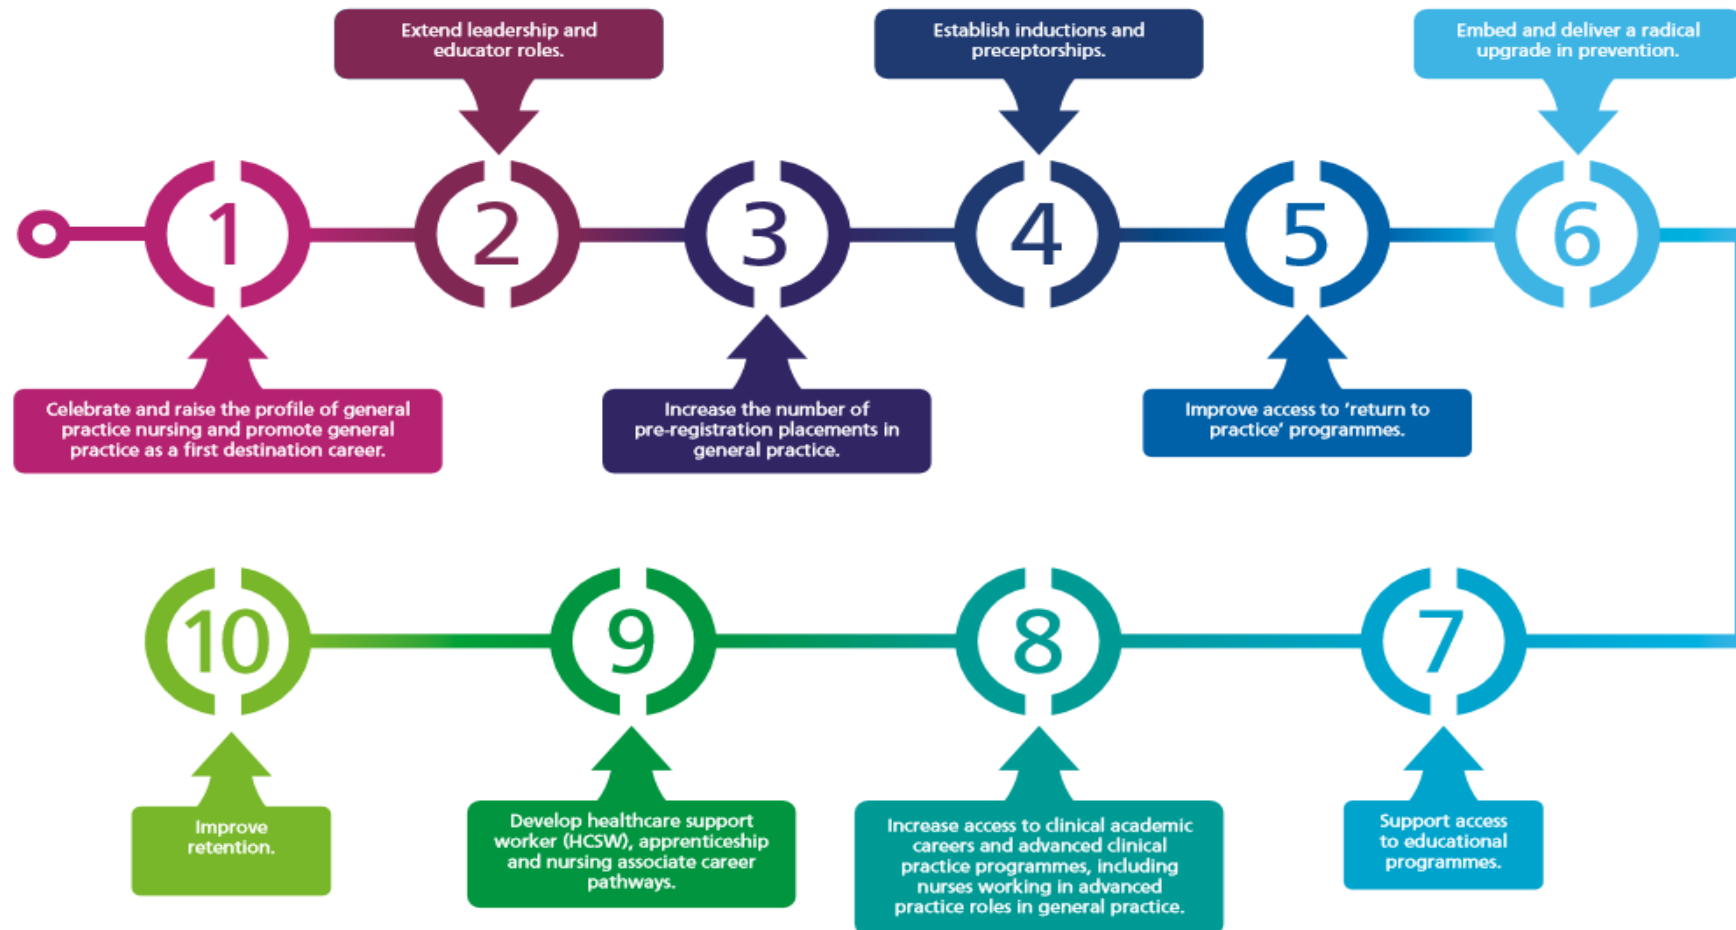 Extend leadership and
educator roles.
Establish inductions and
preceptorships.
Embed and deliver a radical
upgrade in prevention.
1
2
3
4
5
6
Celebrate and raise the profile of general
practice nursing and promote general
practice as a first destination career.
Increase the number of
pre-registration placements in
general practice.
Improve access to ‘return to
practice’ programmes.
10
9
8
7
Improve
retention.
Develop healthcare support
worker (HCSW), apprenticeship
and nursing associate career
pathways.
Increase access to clinical academic
careers and advanced clinical
practice programmes, including
nurses working in advanced
practice roles in general practice.
Support access
to educational
programmes.